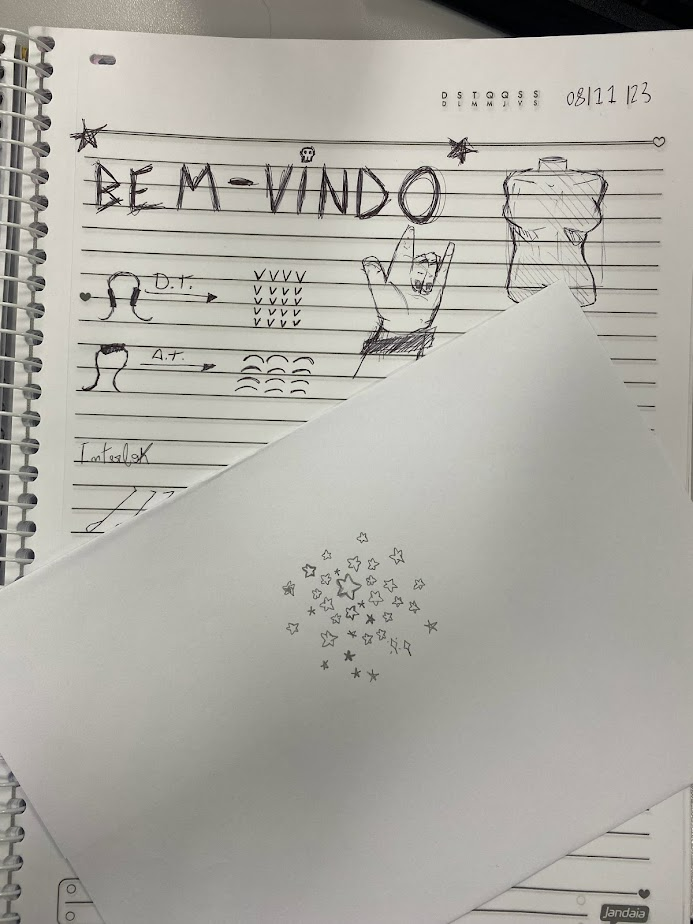 D S T Q Q S S
D L M M J V S
08/11/23
BEM-VINDO
D.T.
V V V V
V V V V
V V V V
V V V V
V V V V
A.T.
Interlok
Jandaia